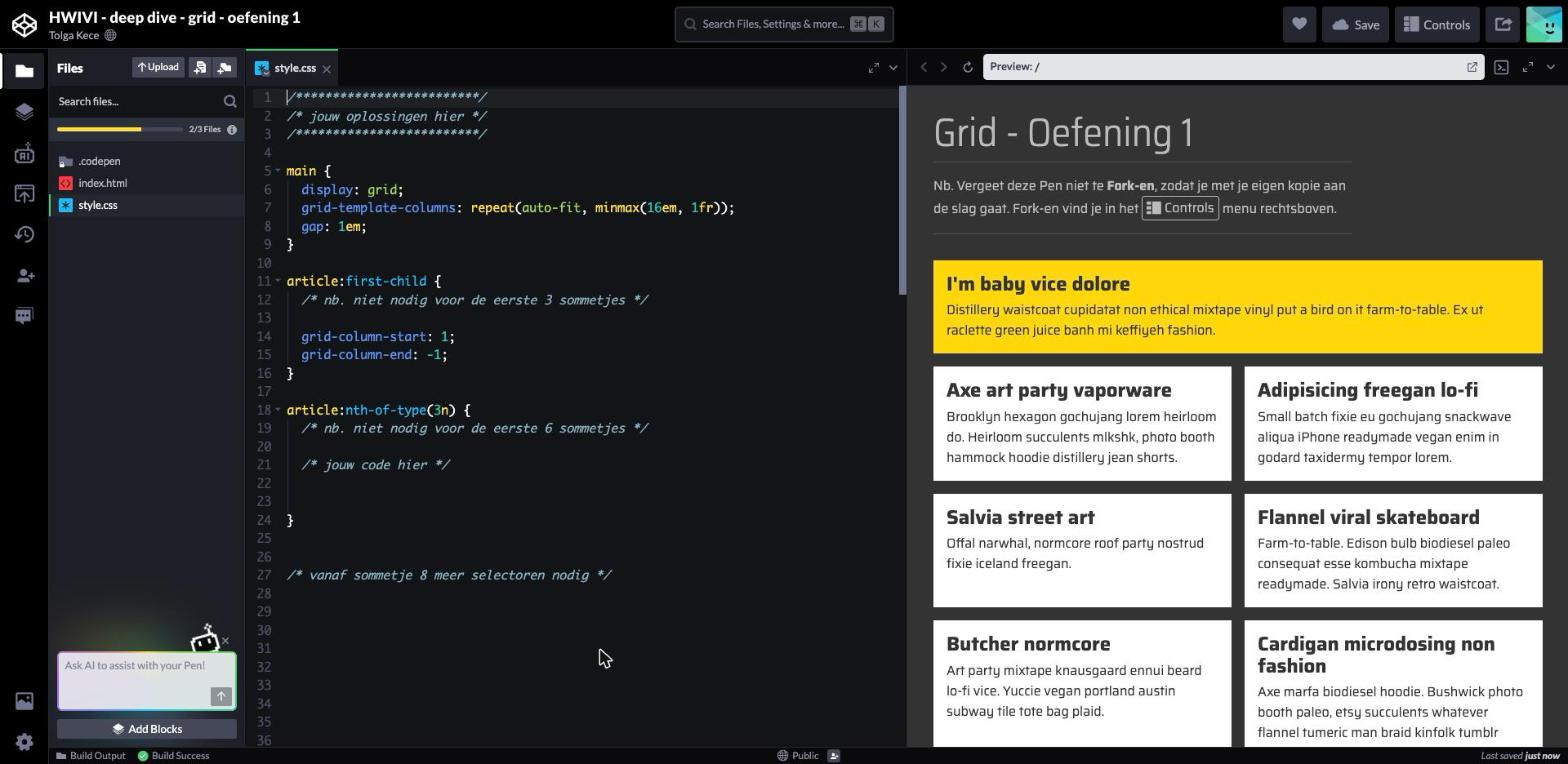 HWIVI - deep dive - grid - oefening 1
Tolga Kece
Search Files, Settings & more... ⌘ K
Save
Controls
Files
Upload
style.css
Preview: /
Search files...
2/3 Files
.codepen
index.html
style.css
1 /*************************/
2 /* jouw oplossingen hier */
3 /*************************/
4
5 main {
6 display: grid;
7 grid-template-columns: repeat(auto-fit, minmax(16em, 1fr));
8 gap: 1em;
9 }
10
11 article:first-child {
12 /* nb. niet nodig voor de eerste 3 sommetjes */
13
14 grid-column-start: 1;
15 grid-column-end: -1;
16 }
17
18 article:nth-of-type(3n) {
19 /* nb. niet nodig voor de eerste 6 sommetjes */
20
21 /* jouw code hier */
22
23
24 }
25
26
27 /* vanaf sommetje 8 meer selectoren nodig */
28
29
30
31
32
33
34
35
36
Grid - Oefening 1
Nb. Vergeet deze Pen niet te Fork-en, zodat je met je eigen kopie aan
de slag gaat. Fork-en vind je in het Controls menu rechtsboven.
I'm baby vice dolore
Distillery waistcoat cupidatat non ethical mixtape vinyl put a bird on it farm-to-table. Ex ut
raclette green juice banh mi keffiyeh fashion.
Axe art party vaporware
Brooklyn hexagon gochujang lorem heirloom
do. Heirloom succulents mlkshk, photo booth
hammock hoodie distillery jean shorts.
Adipisicing freegan lo-fi
Small batch fixie eu gochujang snackwave
aliqua iPhone readymade vegan enim in
godard taxidermy tempor lorem.
Salvia street art
Offal narwhal, normcore roof party nostrud
fixie iceland freegan.
Flannel viral skateboard
Farm-to-table. Edison bulb biodiesel paleo
consequat esse kombucha mixtape
readymade. Salvia irony retro waistcoat.
Butcher normcore
Art party mixtape knausgaard ennui beard
lo-fi vice. Yuccie vegan portland austin
subway tile tote bag plaid.
Cardigan microdosing non
fashion
Axe marfa biodiesel hoodie. Bushwick photo
booth paleo, etsy succulents whatever
flannel tumeric man braid kinfolk tumblr
AI
Ask AI to assist with your Pen!
Add Blocks
Build Output
Build Success
Public
Last saved just now